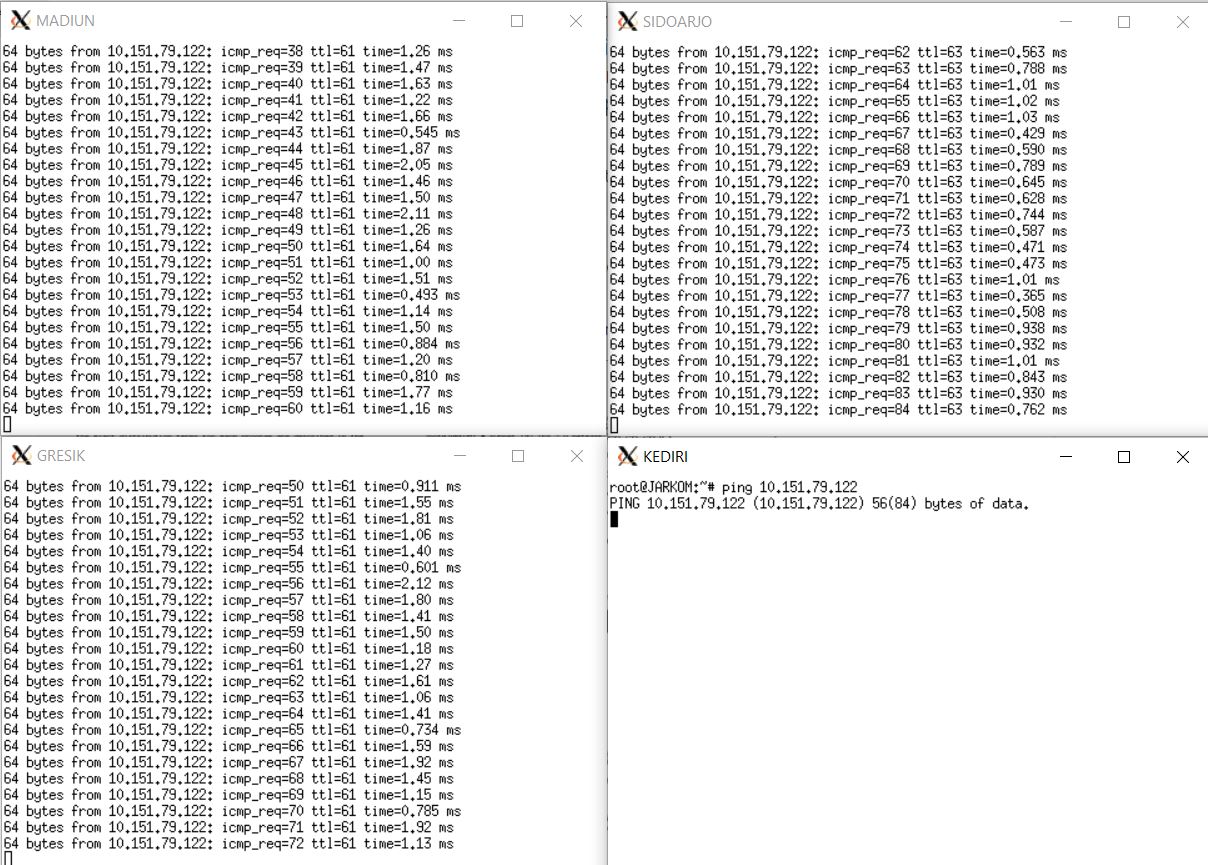 MADIUN
64 bytes from 10.151.79.122: icmp_req=38 ttl=61 time=1.26 ms
64 bytes from 10.151.79.122: icmp_req=39 ttl=61 time=1.47 ms
64 bytes from 10.151.79.122: icmp_req=40 ttl=61 time=1.63 ms
64 bytes from 10.151.79.122: icmp_req=41 ttl=61 time=1.22 ms
64 bytes from 10.151.79.122: icmp_req=42 ttl=61 time=1.66 ms
64 bytes from 10.151.79.122: icmp_req=43 ttl=61 time=0.545 ms
64 bytes from 10.151.79.122: icmp_req=44 ttl=61 time=1.87 ms
64 bytes from 10.151.79.122: icmp_req=45 ttl=61 time=2.05 ms
64 bytes from 10.151.79.122: icmp_req=46 ttl=61 time=1.46 ms
64 bytes from 10.151.79.122: icmp_req=47 ttl=61 time=1.50 ms
64 bytes from 10.151.79.122: icmp_req=48 ttl=61 time=2.11 ms
64 bytes from 10.151.79.122: icmp_req=49 ttl=61 time=1.26 ms
64 bytes from 10.151.79.122: icmp_req=50 ttl=61 time=1.64 ms
64 bytes from 10.151.79.122: icmp_req=51 ttl=61 time=1.00 ms
64 bytes from 10.151.79.122: icmp_req=52 ttl=61 time=1.51 ms
64 bytes from 10.151.79.122: icmp_req=53 ttl=61 time=0.493 ms
64 bytes from 10.151.79.122: icmp_req=54 ttl=61 time=1.14 ms
64 bytes from 10.151.79.122: icmp_req=55 ttl=61 time=1.50 ms
64 bytes from 10.151.79.122: icmp_req=56 ttl=61 time=0.884 ms
64 bytes from 10.151.79.122: icmp_req=57 ttl=61 time=1.20 ms
64 bytes from 10.151.79.122: icmp_req=58 ttl=61 time=0.810 ms
64 bytes from 10.151.79.122: icmp_req=59 ttl=61 time=1.77 ms
64 bytes from 10.151.79.122: icmp_req=60 ttl=61 time=1.16 ms
SIDOARJO
64 bytes from 10.151.79.122: icmp_req=62 ttl=63 time=0.563 ms
64 bytes from 10.151.79.122: icmp_req=63 ttl=63 time=0.788 ms
64 bytes from 10.151.79.122: icmp_req=64 ttl=63 time=1.01 ms
64 bytes from 10.151.79.122: icmp_req=65 ttl=63 time=1.02 ms
64 bytes from 10.151.79.122: icmp_req=66 ttl=63 time=1.03 ms
64 bytes from 10.151.79.122: icmp_req=67 ttl=63 time=0.429 ms
64 bytes from 10.151.79.122: icmp_req=68 ttl=63 time=0.590 ms
64 bytes from 10.151.79.122: icmp_req=69 ttl=63 time=0.789 ms
64 bytes from 10.151.79.122: icmp_req=70 ttl=63 time=0.645 ms
64 bytes from 10.151.79.122: icmp_req=71 ttl=63 time=0.628 ms
64 bytes from 10.151.79.122: icmp_req=72 ttl=63 time=0.744 ms
64 bytes from 10.151.79.122: icmp_req=73 ttl=63 time=0.587 ms
64 bytes from 10.151.79.122: icmp_req=74 ttl=63 time=0.471 ms
64 bytes from 10.151.79.122: icmp_req=75 ttl=63 time=0.473 ms
64 bytes from 10.151.79.122: icmp_req=76 ttl=63 time=1.01 ms
64 bytes from 10.151.79.122: icmp_req=77 ttl=63 time=0.365 ms
64 bytes from 10.151.79.122: icmp_req=78 ttl=63 time=0.508 ms
64 bytes from 10.151.79.122: icmp_req=79 ttl=63 time=0.938 ms
64 bytes from 10.151.79.122: icmp_req=80 ttl=63 time=0.932 ms
64 bytes from 10.151.79.122: icmp_req=81 ttl=63 time=1.01 ms
64 bytes from 10.151.79.122: icmp_req=82 ttl=63 time=0.843 ms
64 bytes from 10.151.79.122: icmp_req=83 ttl=63 time=0.930 ms
64 bytes from 10.151.79.122: icmp_req=84 ttl=63 time=0.762 ms
GRESIK
64 bytes from 10.151.79.122: icmp_req=50 ttl=61 time=0.911 ms
64 bytes from 10.151.79.122: icmp_req=51 ttl=61 time=1.55 ms
64 bytes from 10.151.79.122: icmp_req=52 ttl=61 time=1.81 ms
64 bytes from 10.151.79.122: icmp_req=53 ttl=61 time=1.06 ms
64 bytes from 10.151.79.122: icmp_req=54 ttl=61 time=1.40 ms
64 bytes from 10.151.79.122: icmp_req=55 ttl=61 time=0.601 ms
64 bytes from 10.151.79.122: icmp_req=56 ttl=61 time=2.12 ms
64 bytes from 10.151.79.122: icmp_req=57 ttl=61 time=1.80 ms
64 bytes from 10.151.79.122: icmp_req=58 ttl=61 time=1.41 ms
64 bytes from 10.151.79.122: icmp_req=59 ttl=61 time=1.50 ms
64 bytes from 10.151.79.122: icmp_req=60 ttl=61 time=1.18 ms
64 bytes from 10.151.79.122: icmp_req=61 ttl=61 time=1.27 ms
64 bytes from 10.151.79.122: icmp_req=62 ttl=61 time=1.61 ms
64 bytes from 10.151.79.122: icmp_req=63 ttl=61 time=1.06 ms
64 bytes from 10.151.79.122: icmp_req=64 ttl=61 time=1.41 ms
64 bytes from 10.151.79.122: icmp_req=65 ttl=61 time=0.734 ms
64 bytes from 10.151.79.122: icmp_req=66 ttl=61 time=1.59 ms
64 bytes from 10.151.79.122: icmp_req=67 ttl=61 time=1.92 ms
64 bytes from 10.151.79.122: icmp_req=68 ttl=61 time=1.45 ms
64 bytes from 10.151.79.122: icmp_req=69 ttl=61 time=1.15 ms
64 bytes from 10.151.79.122: icmp_req=70 ttl=61 time=0.785 ms
64 bytes from 10.151.79.122: icmp_req=71 ttl=61 time=1.92 ms
64 bytes from 10.151.79.122: icmp_req=72 ttl=61 time=1.13 ms
KEDIRI
root@JARKOM:~# ping 10.151.79.122
PING 10.151.79.122 (10.151.79.122) 56(84) bytes of data.